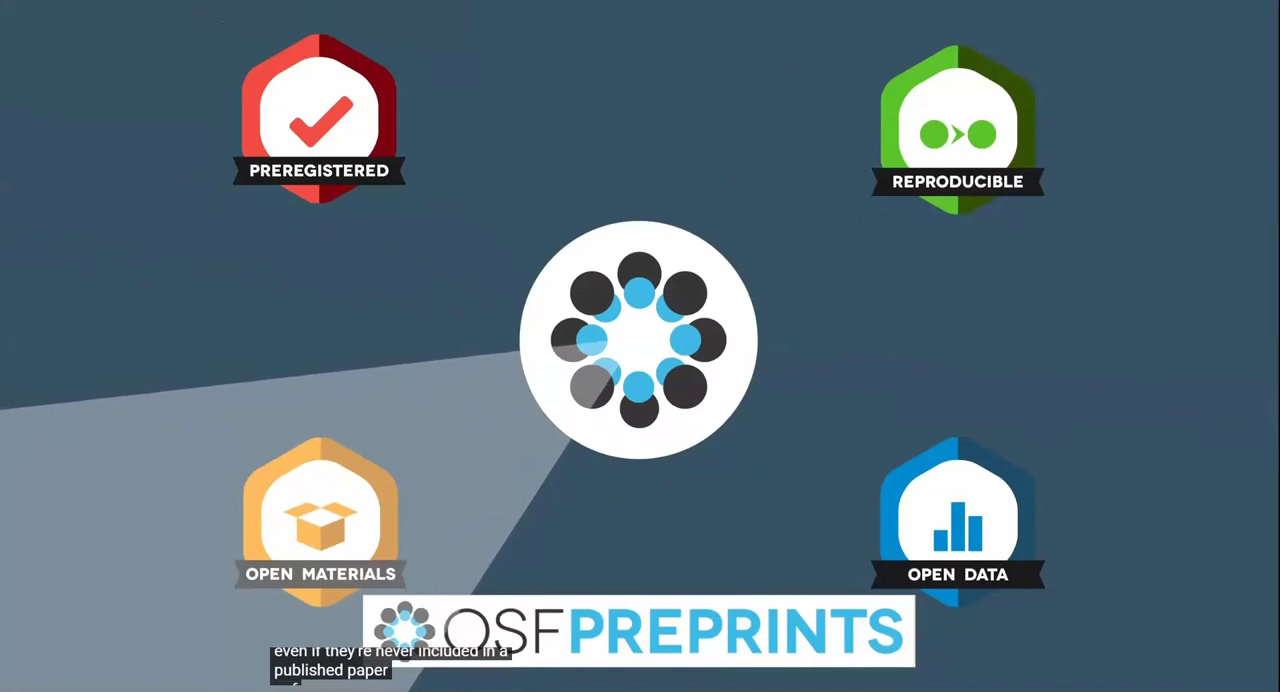 PREREGISTERED
REPRODUCIBLE
OPEN MATERIALS
OPEN DATA
OSFPREPRINTS
even if they're never included in a
published paper